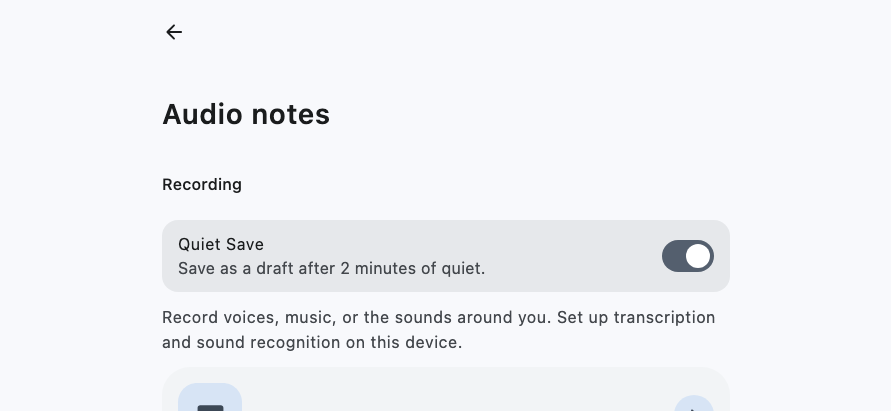 Audio notes
Recording
Quiet Save
Save as a draft after 2 minutes of quiet.
Record voices, music, or the sounds around you. Set up transcription
and sound recognition on this device.